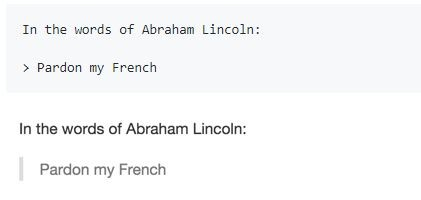 In the words of Abraham Lincoln:
> Pardon my French
In the words of Abraham Lincoln:
Pardon my French